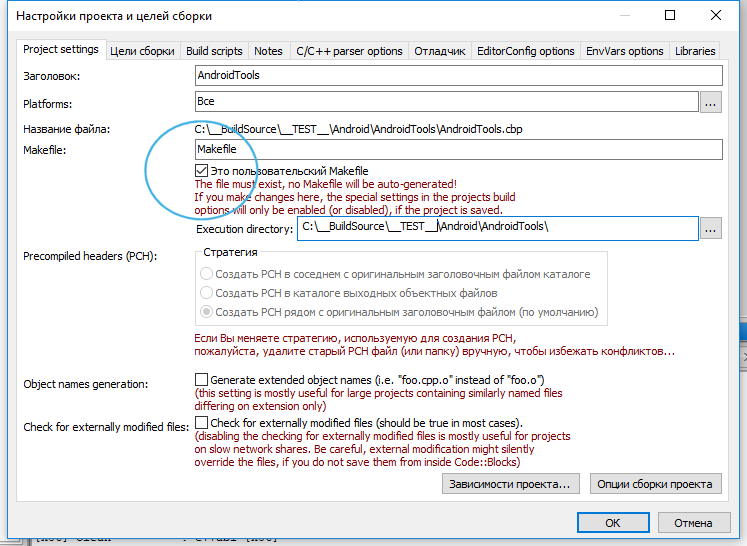 Настройки проекта и целей сборки
Project settings Цели сборки Build scripts Notes C/C++ parser options Отладчик EditorConfig options EnvVars options Libraries
Заголовок: AndroidTools
Platforms: Все ...
Название файла: C:\__BuildSource\__TEST__\Android\AndroidTools\AndroidTools.cbp
Makefile: Makefile
Это пользовательский Makefile
The file must exist, no Makefile will be auto-generated!
If you make changes here, the special settings in the projects build
options will only be enabled (or disabled), if the project is saved.
Execution directory: C:\__BuildSource\__TEST__\Android\AndroidTools\ ...
Precompiled headers (PCH): Стратегия
Создать PCH в соседнем с оригинальным заголовочным файлом каталоге
Создать PCH в каталоге выходных объектных файлов
Создать PCH рядом с оригинальным заголовочным файлом (по умолчанию)
Если Вы меняете стратегию, используемую для создания PCH,
пожалуйста, удалите старый PCH файл (или папку) вручную, чтобы избежать конфликтов...
Object names generation: Generate extended object names (i.e. "foo.cpp.o" instead of "foo.o")
(this setting is mostly useful for large projects containing similarly named files
differing on extension only)
Check for externally modified files: Check for externally modified files (should be true in most cases).
(disabling the checking for externally modified files is mostly useful for projects
on slow network shares. Be careful, external modification might silently
override the files, if you do not save them from inside Code::Blocks)
Зависимости проекта... Опции сборки проекта
OK Отмена